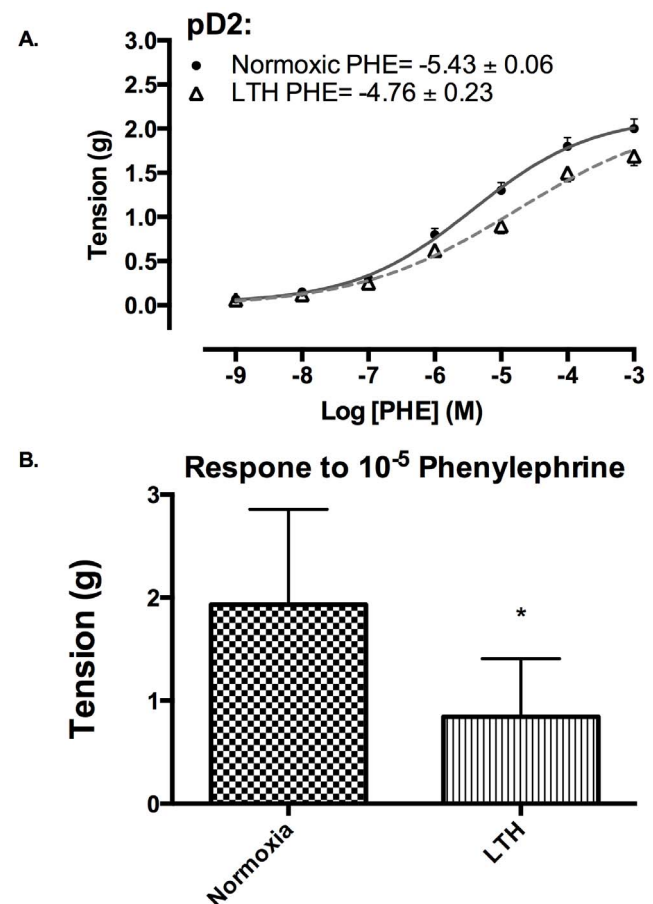 A.
pD2:
Normoxic PHE= -5.43 ± 0.06
LTH PHE= -4.76 ± 0.23
Tension (g)
3.0
2.5
2.0
1.5
1.0
0.5
0.0
-9 -8 -7 -6 -5 -4 -3
Log [PHE] (M)
B.
Respone to 10⁻⁵ Phenylephrine
Tension (g)
3
2
1
0
*
Normoxia
LTH